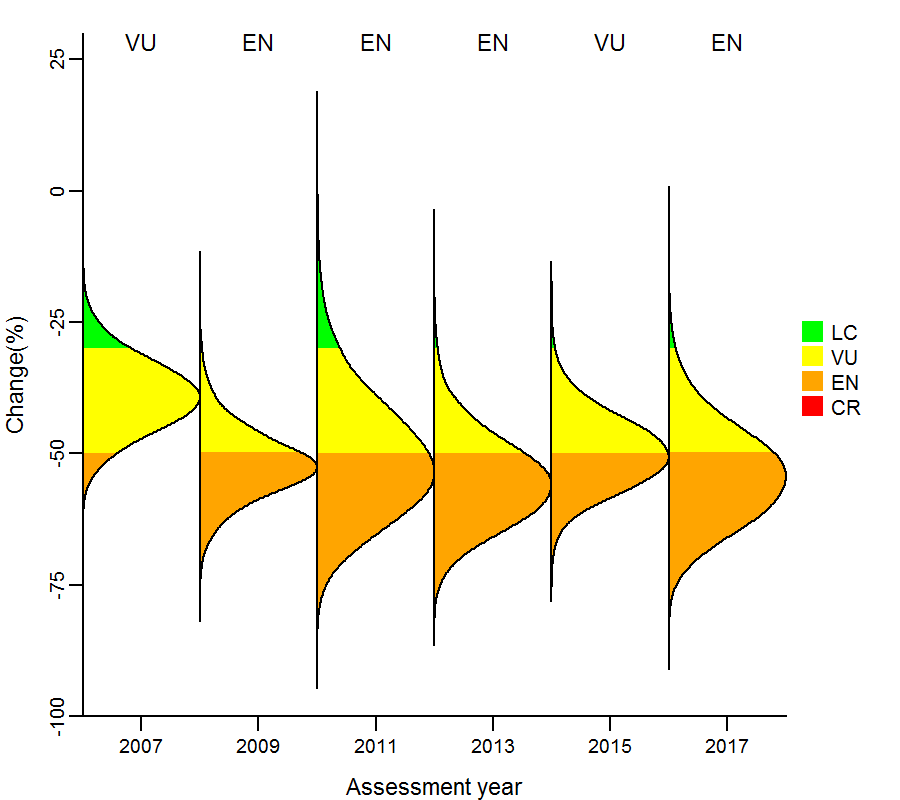 VU EN EN EN VU EN
25
0
25
-50
-75
-100
Change(%)
LC
VU
EN
CR
2007 2009 2011 2013 2015 2017
Assessment year